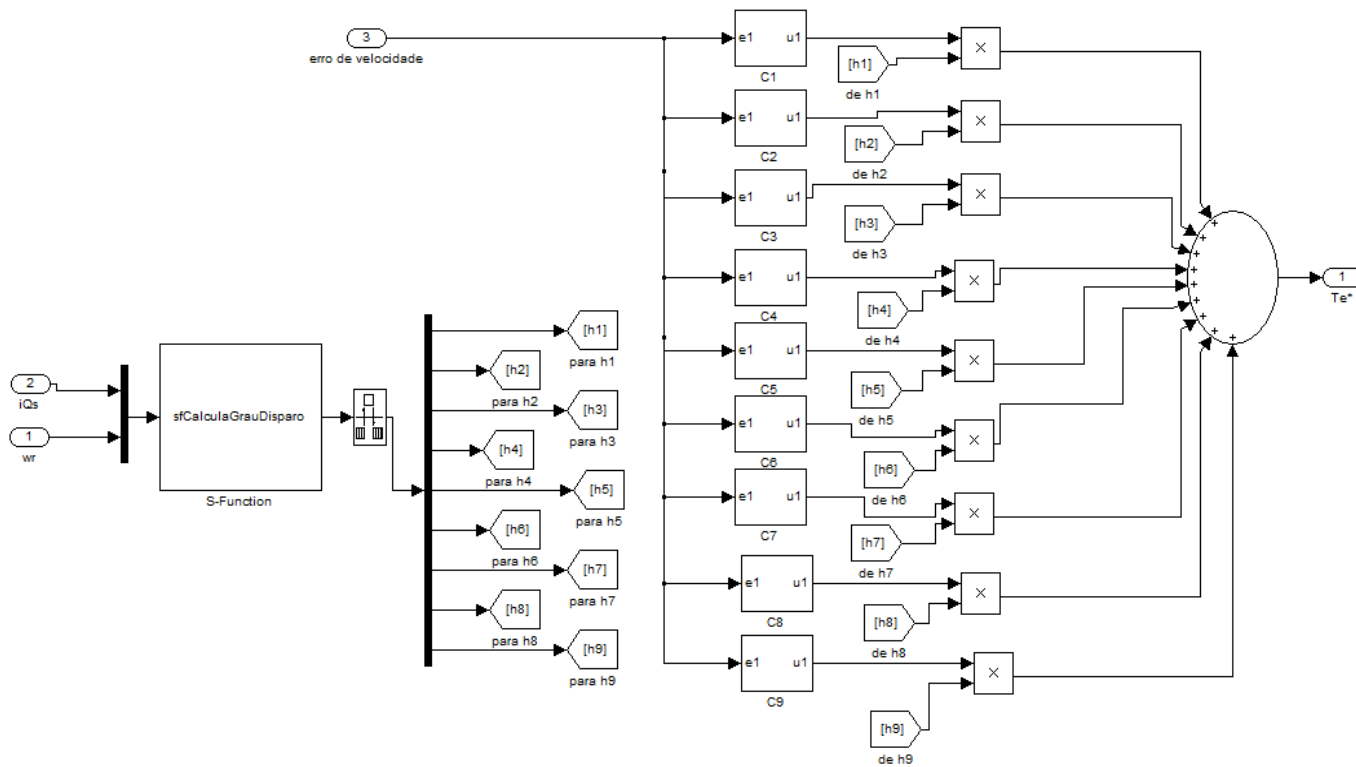 3
erro de velocidade
e1 u1
C1
[h1]
de h1
×
e1 u1
C2
[h2]
de h2
×
e1 u1
C3
[h3]
de h3
×
e1 u1
C4
[h4]
de h4
×
e1 u1
C5
[h5]
de h5
×
e1 u1
C6
[h6]
de h6
×
e1 u1
C7
[h7]
de h7
×
e1 u1
C8
[h8]
de h8
×
e1 u1
C9
[h9]
de h9
×
+
+
+
+
+
+
+
+
+
1
Te*
2
iQs
1
wr
sfCalculaGrauDisparo
S-Function
[h1]
para h1
[h2]
para h2
[h3]
para h3
[h4]
para h4
[h5]
para h5
[h6]
para h6
[h7]
para h7
[h8]
para h8
[h9]
para h9